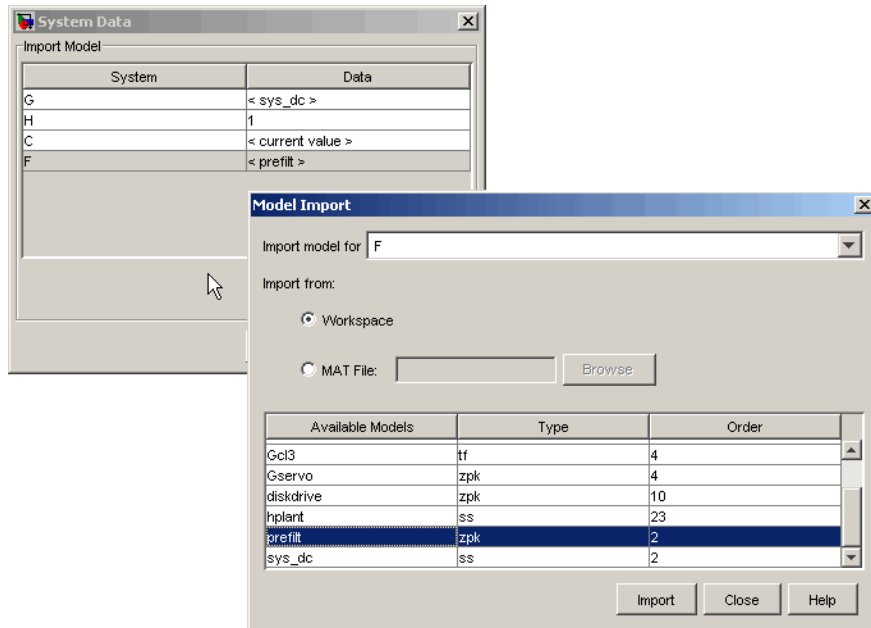 System Data
Import Model
System Data
G < sys_dc >
H 1
C < current value >
F < prefilt >
Model Import
Import model for F
Import from:
Workspace
MAT File: Browse
Available Models Type Order
Gcl3 tf 4
Gservo zpk 4
diskdrive zpk 10
hplant ss 23
prefilt zpk 2
sys_dc ss 2
Import Close Help